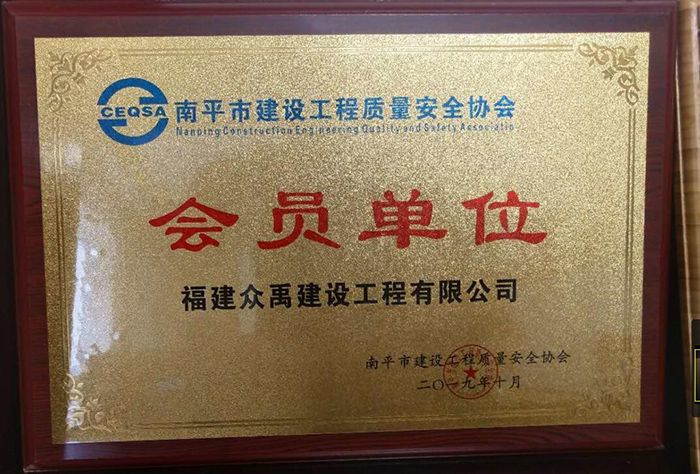 CEQSA 南平市建设工程质量安全协会
Nanping Construction Engineering Quality and Safety Associatio
会员单位
福建众禹建设工程有限公司
南平市建设工程质量安全协会
二〇一九年十月